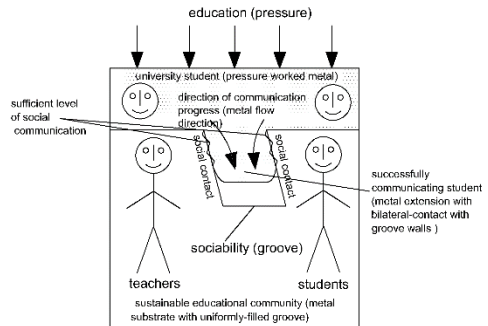 education (pressure)
university student (pressure worked metal)
sufficient level
of social
communication
direction of communication
progress (metal flow
direction)
social contact
social contact
successfully
communicating student
(metal extension with
bilateral-contact with
groove walls )
sociability (groove)
teachers
students
sustainable educational community (metal
substrate with uniformly-filled groove)